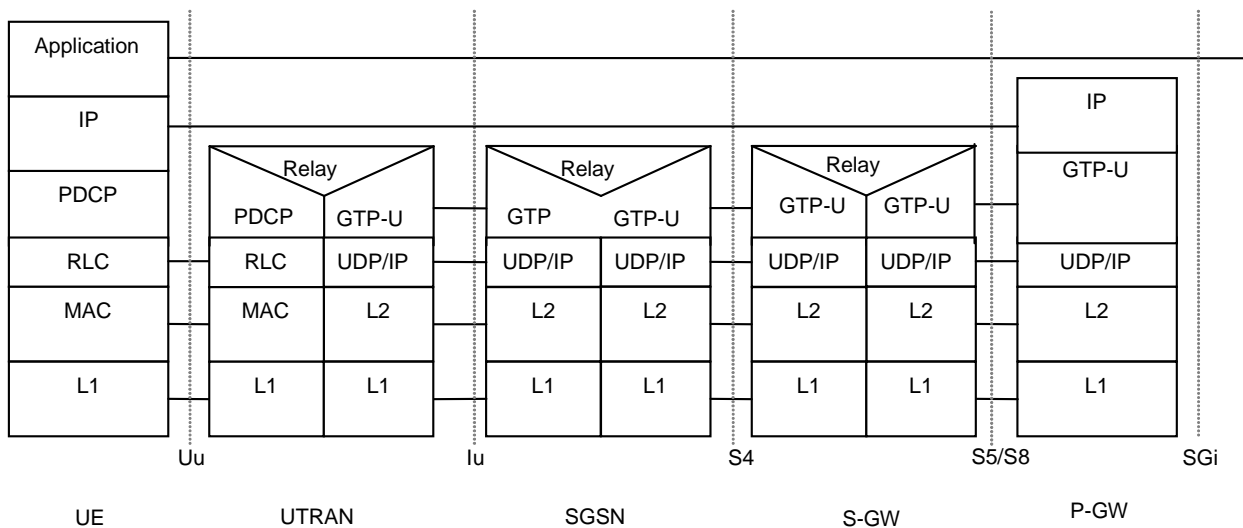 Application
IP
IP
Relay Relay Relay
PDCP GTP-U
PDCP GTP-U GTP GTP-U GTP-U GTP-U
RLC RLC UDP/IP UDP/IP UDP/IP UDP/IP UDP/IP UDP/IP
MAC MAC L2 L2 L2 L2 L2 L2
L1 L1 L1 L1 L1 L1 L1 L1
Uu Iu S4 S5/S8 SGi
UE UTRAN SGSN S-GW P-GW